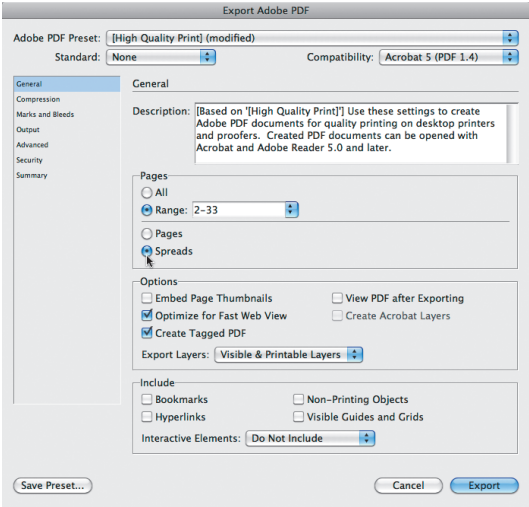 Export Adobe PDF
Adobe PDF Preset: [High Quality Print] (modified)
Standard: None Compatibility: Acrobat 5 (PDF 1.4)
General
Compression
Marks and Bleeds
Output
Advanced
Security
Summary
General
Description: [Based on '[High Quality Print]'] Use these settings to create
Adobe PDF documents for quality printing on desktop printers
and proofers. Created PDF documents can be opened with
Acrobat and Adobe Reader 5.0 and later.
Pages
All
Range: 2-33
Pages
Spreads
Options
Embed Page Thumbnails View PDF after Exporting
Optimize for Fast Web View Create Acrobat Layers
Create Tagged PDF
Export Layers: Visible & Printable Layers
Include
Bookmarks Non-Printing Objects
Hyperlinks Visible Guides and Grids
Interactive Elements: Do Not Include
Save Preset... Cancel Export